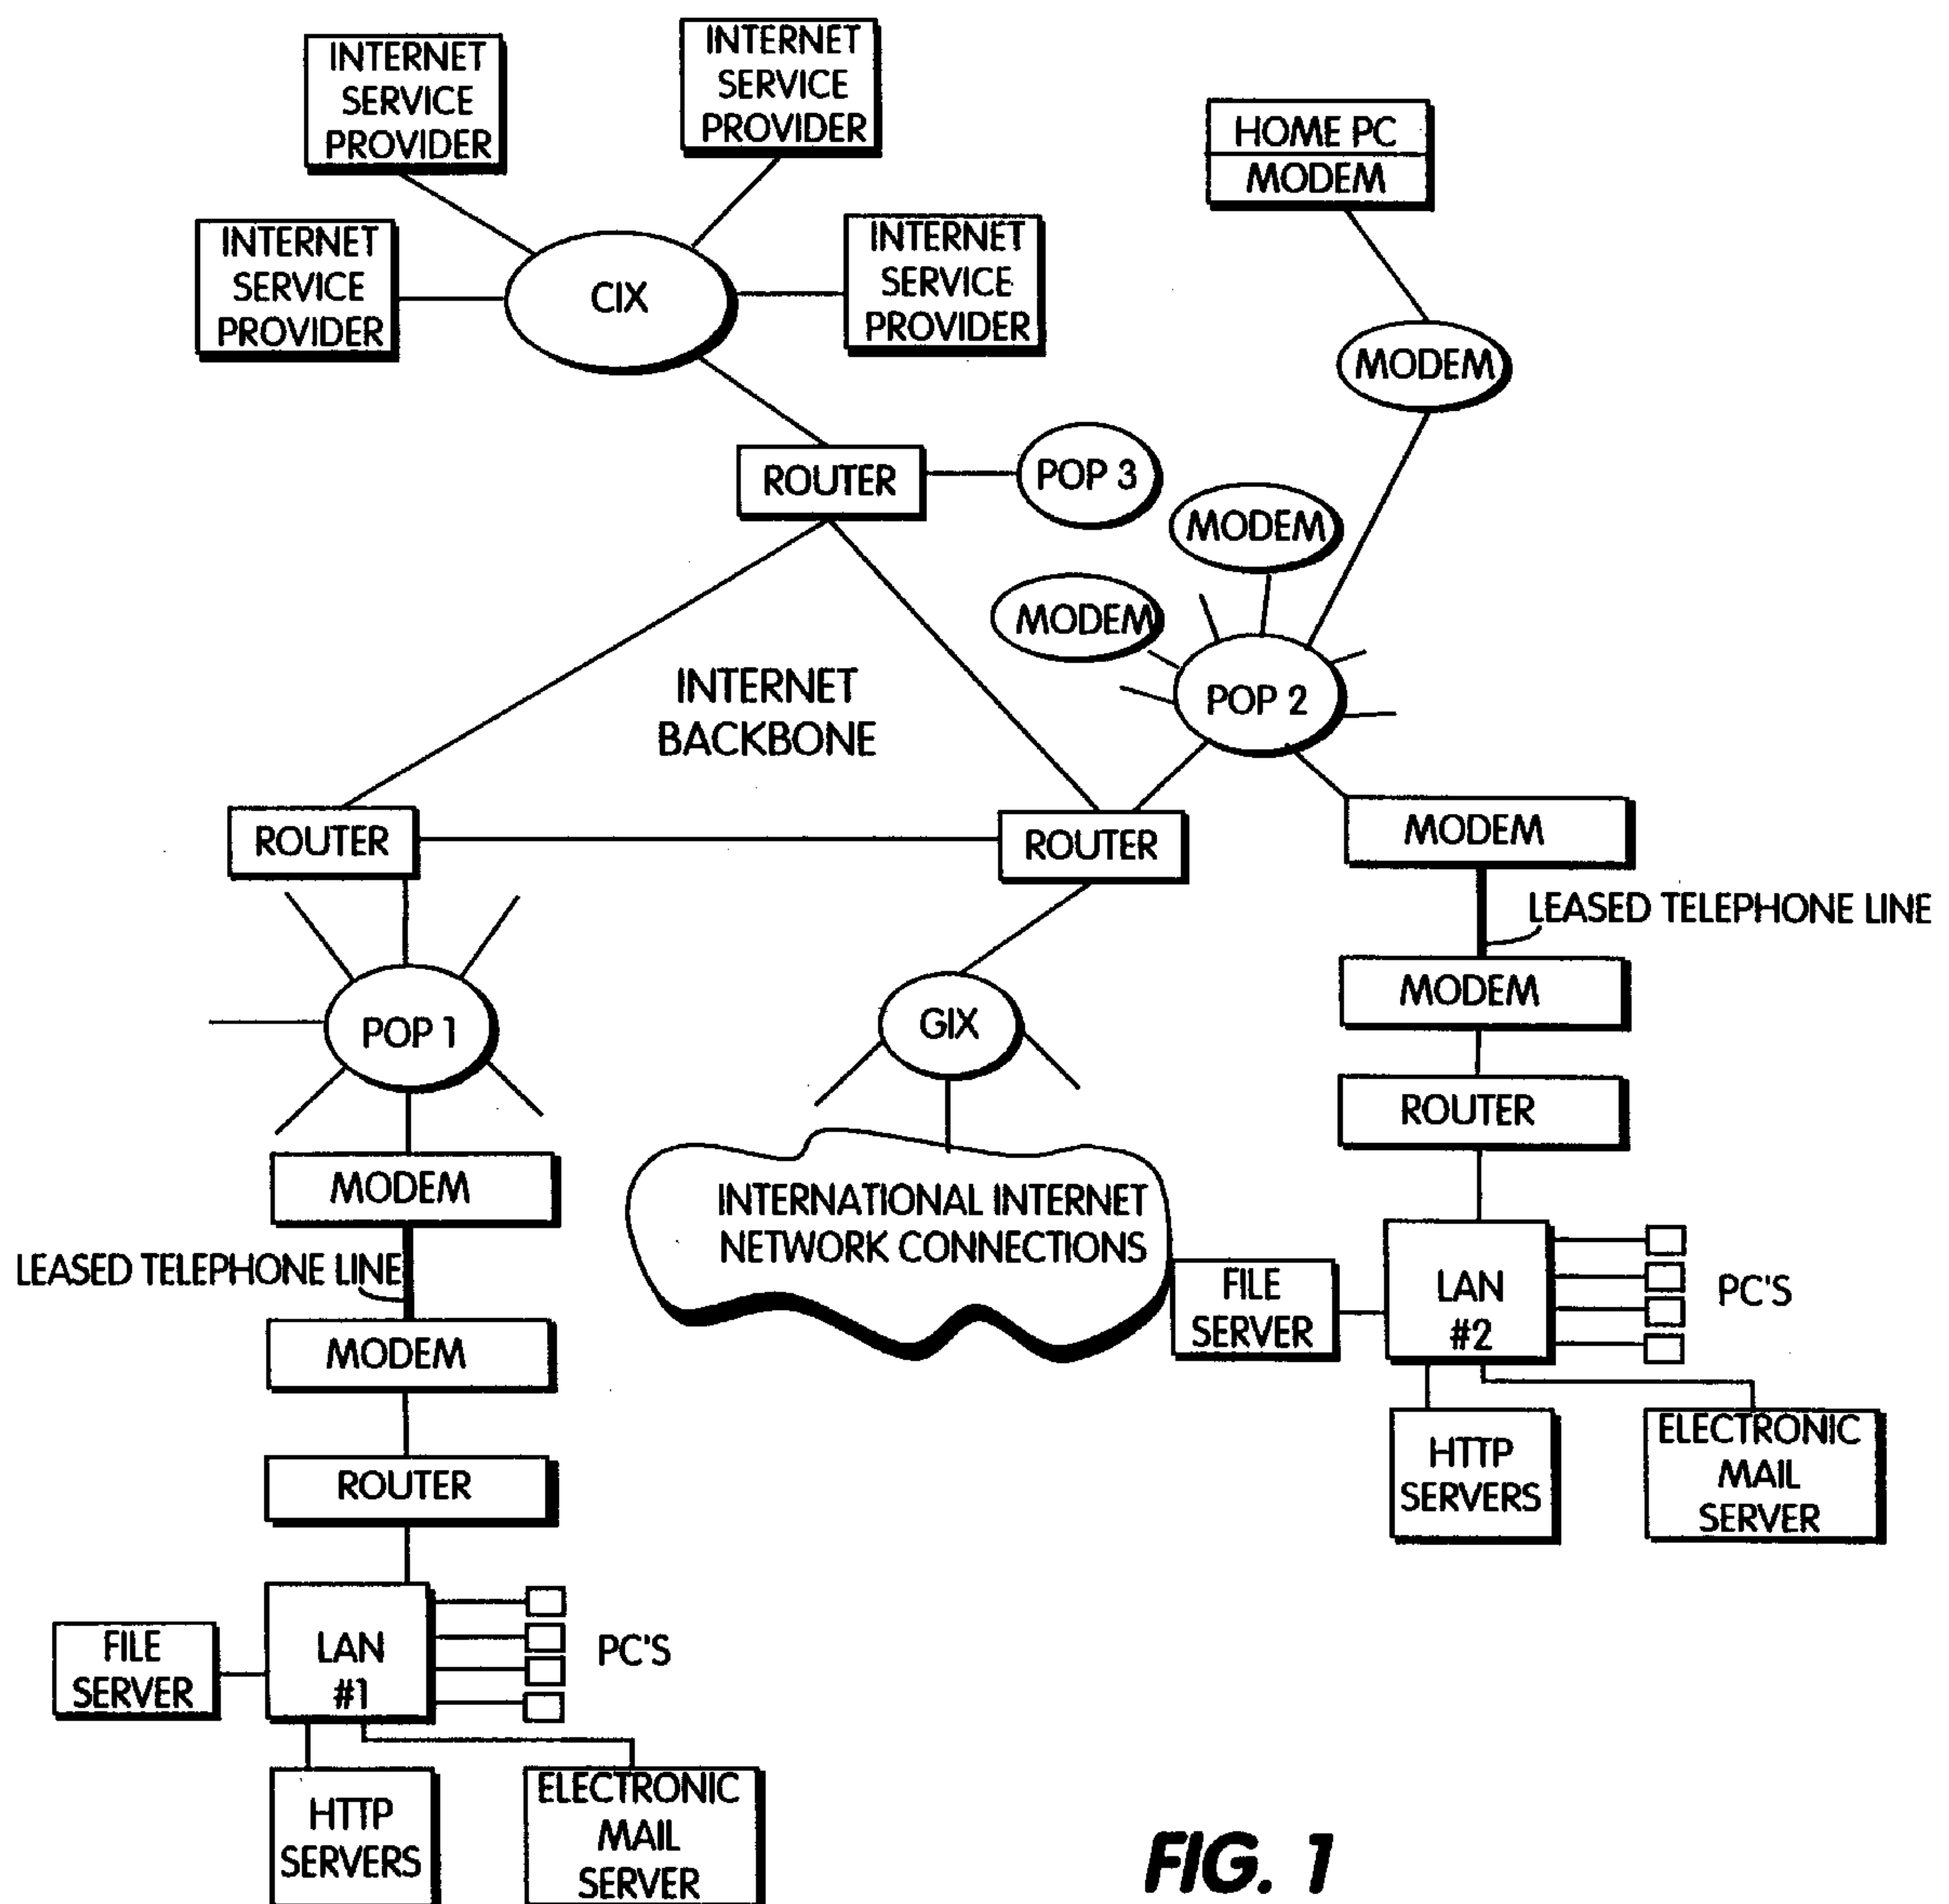 INTERNET
SERVICE
PROVIDER
INTERNET
SERVICE
PROVIDER
HOME PC
MODEM
INTERNET
SERVICE
PROVIDER
CIX
INTERNET
SERVICE
PROVIDER
MODEM
ROUTER
POP 3
MODEM
MODEM
INTERNET
BACKBONE
POP 2
ROUTER
ROUTER
MODEM
LEASED TELEPHONE LINE
MODEM
POP 1
GIX
ROUTER
MODEM
INTERNATIONAL INTERNET
NETWORK CONNECTIONS
LEASED TELEPHONE LINE
FILE
SERVER
LAN
#2
PC'S
MODEM
HTTP
SERVERS
ELECTRONIC
MAIL
SERVER
ROUTER
FILE
SERVER
LAN
#1
PC'S
HTTP
SERVERS
ELECTRONIC
MAIL
SERVER
FIG. 1